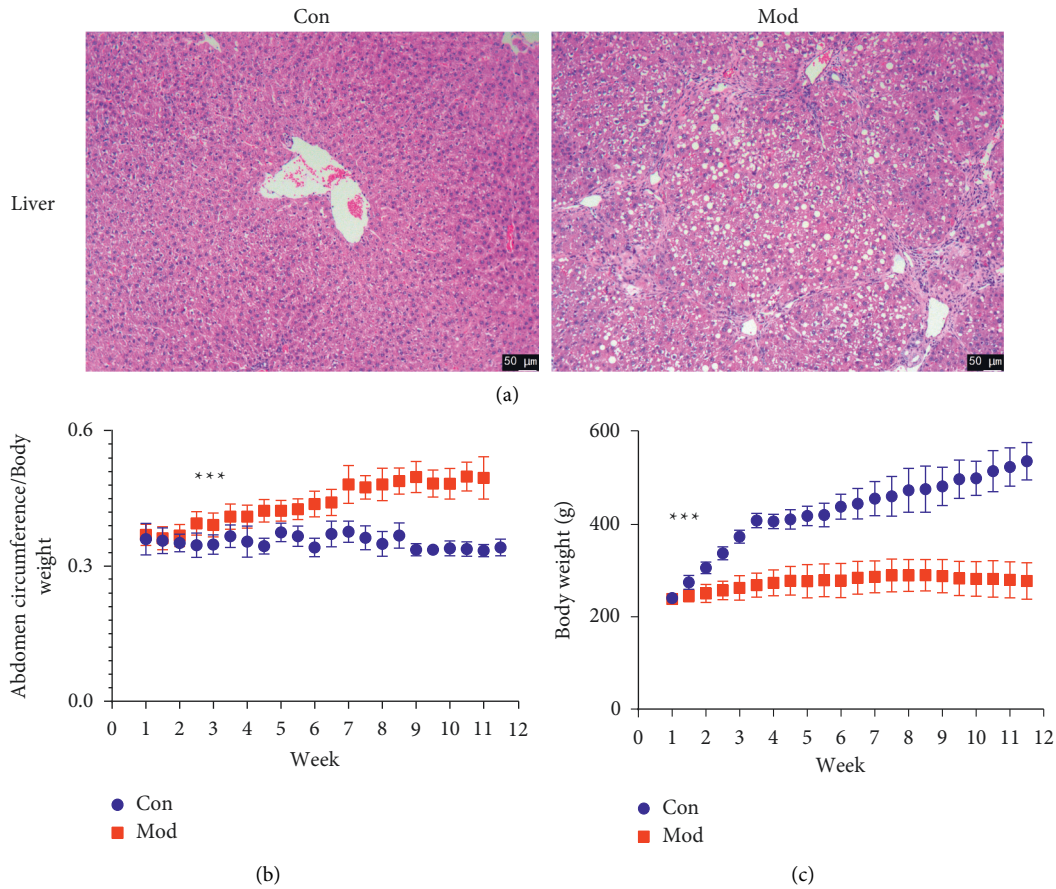 Con
Mod
Liver
50 μm
50 μm
(a)
Abdomen circumference/Body
weight
0.6
0.3
0.0
***
0 1 2 3 4 5 6 7 8 9 10 11 12
Week
Con
Mod
(b)
Body weight (g)
600
400
200
0
***
0 1 2 3 4 5 6 7 8 9 10 11 12
Week
Con
Mod
(c)